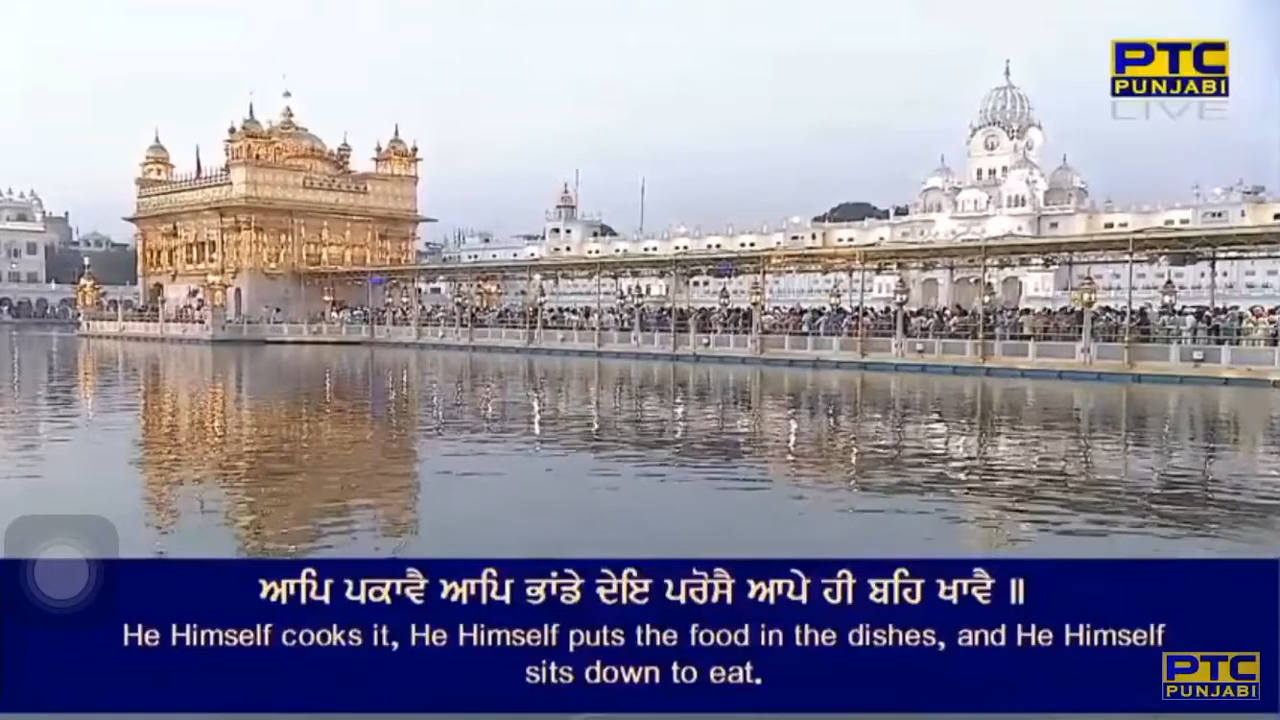 PTC
PUNJABI
LIVE
ਆਪਿ ਪਕਾਵੈ ਆਪਿ ਭਾਂਡੇ ਦੇਇ ਪਰੋਸੈ ਆਪੇ ਹੀ ਬਹਿ ਖਾਵੈ ॥
He Himself cooks it, He Himself puts the food in the dishes, and He Himself
sits down to eat.
PTC
PUNJABI